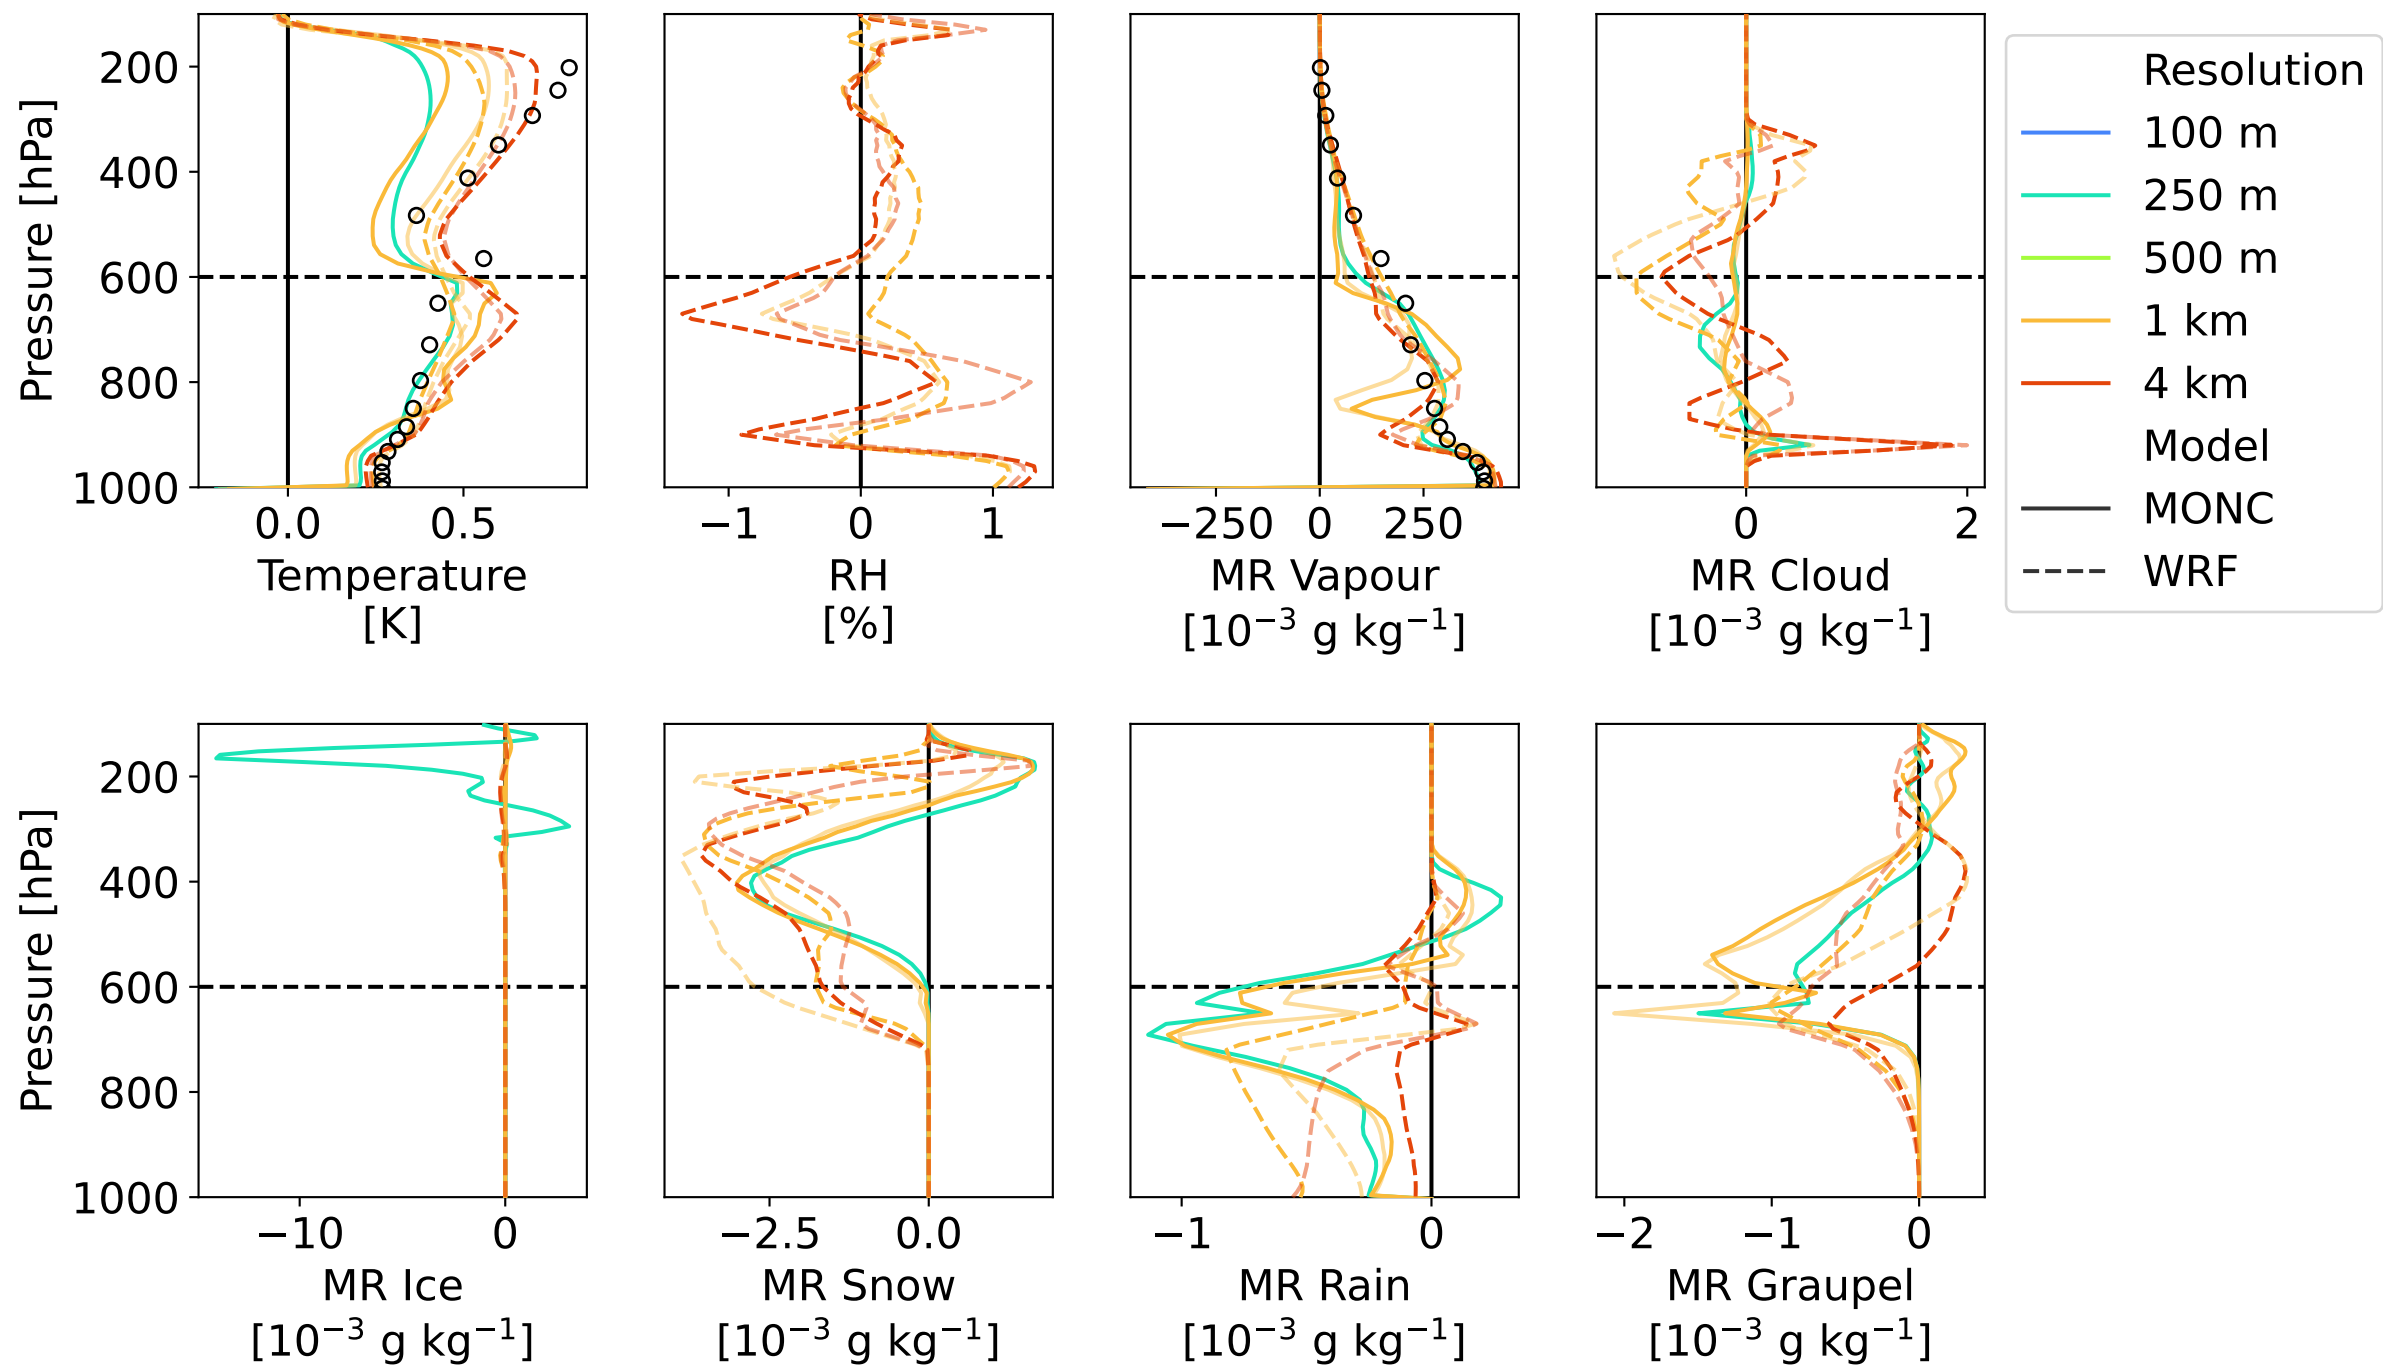 Pressure [hPa]
200
400
600
800
1000
0.0 0.5
Temperature
[K]
−1 0 1
RH
[%]
−250 0 250
MR Vapour
[10⁻³ g kg⁻¹]
0 2
MR Cloud
[10⁻³ g kg⁻¹]
Resolution
100 m
250 m
500 m
1 km
4 km
Model
MONC
WRF
Pressure [hPa]
200
400
600
800
1000
−10 0
MR Ice
[10⁻³ g kg⁻¹]
−2.5 0.0
MR Snow
[10⁻³ g kg⁻¹]
−1 0
MR Rain
[10⁻³ g kg⁻¹]
−2 −1 0
MR Graupel
[10⁻³ g kg⁻¹]